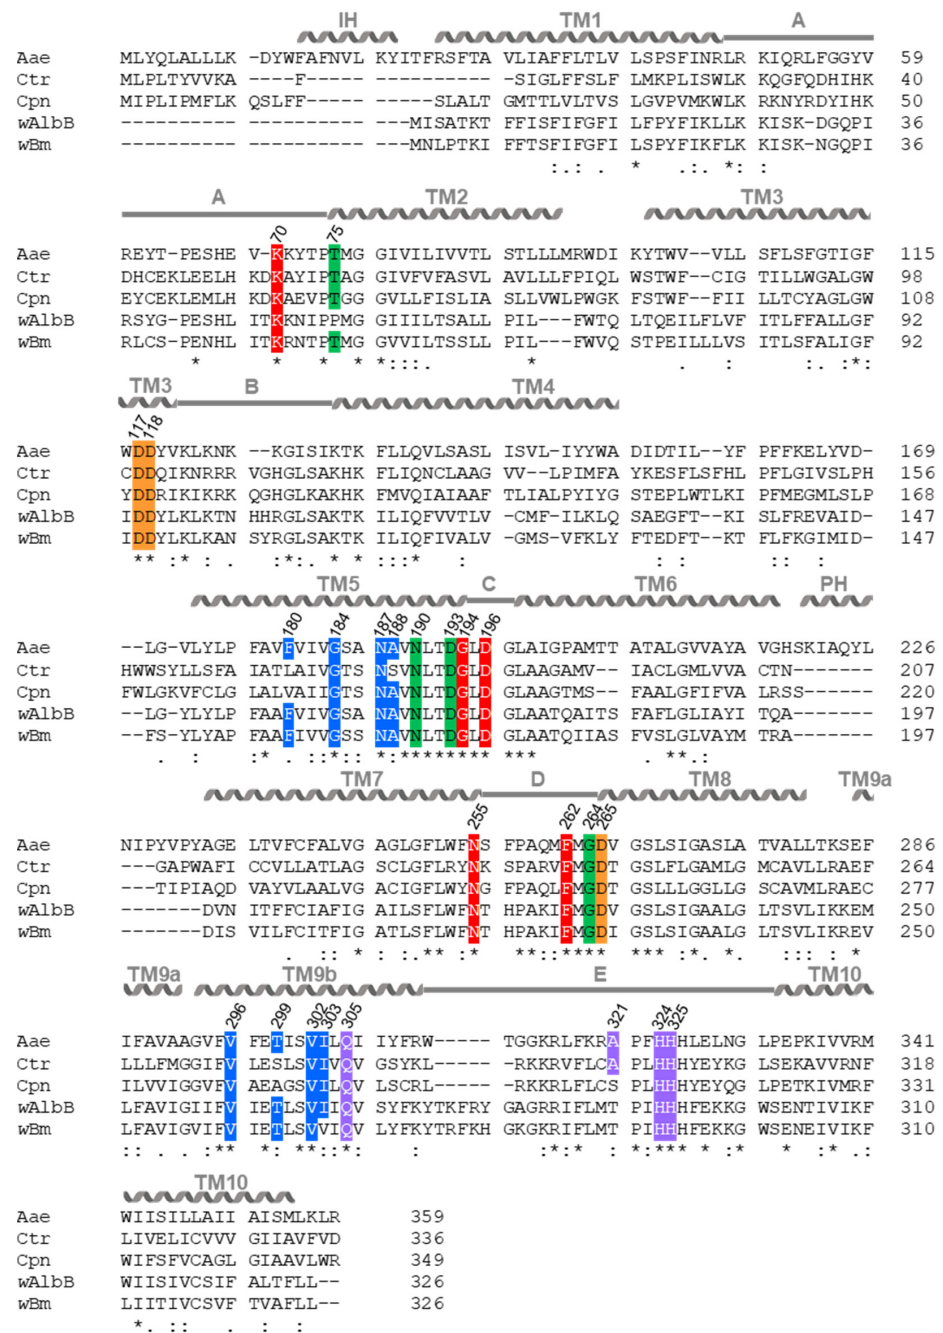 IH TM1 A
Aae MLYQLALLLK -DYWFAFNVL KYITFRSFTA VLIAFFLTLV LSPSFINRLR KIQRLFGGYV 59
Ctr MLPLTYVVKA ----F----- -------- --SIGLFFSLF LMKPLISWLK KQGFQDHIHK 40
Cpn MIPLIPMFLK QSLFF----- -----SLALT GMTTLVLTVS LGVPVMKWLK RKNYRDYIHK 50
wAlbB ---------- ---------- ---MISATKT FFISFIFGFI LFPYFIKLLK KISK-DGQPI 36
wBm ---------- ---------- ---MNLPTKI FFTSFIFGFI LSPYFIKFLK KISK-NGQPI 36
:.:. . * .:. *: :
A TM2 TM3
70 75
Aae REYT-PESHEV V-KKYTPTMG GIVILIVVTL STLLLMRWDI KYTWV--VLL SFLSFGTIGF 115
Ctr DHCEKLEELH KDKAYIPTAG GIVFVFASVL AVLLLFPIQL WSTWF--CIG TILLWGALGW 98
Cpn EYCEKLEMLH KDKAEVPTGG GVLLFISLIA SLLVWLPWGK FSTWF--FII LLTCYAGLGW 108
wAlbB RSYG-PESHLI ITKKNIPPMG GIIILTSALL PIL---FWTQ LTQEILFLVF ITLFFALLGF 92
wBm RLCS-PENHLI ITKRNTPTMG GVVILTSSLL PIL---FWVQ STPEILLLVS ITLSFALIGF 92
* * * * *:::. * . : .: :*:
TM3 B TM4
117 118
Aae WDDYVKLKNK --KGISIKTK FLLQVLSASL ISVL-IYYWA DIDTIL--YF PFFKELYVD- 169
Ctr CDDQIKNRRR VGHGLSAKHK FLIQNCLAAG VV--LPIMFA YKESFLSFHL PFLGIVSLPH 156
Cpn YDDRIKIKRK KQGHGLKAKHK FMVQIAIAAF TLIALPYIYG STEPLWTLKI PFMEGMLSLP 168
wAlbB IDDYLKLKTN HHRGLSAKTK ILIQFVVTLV -CMF-ILKLQ SAEGFT--KI SLFREVAID- 147
wBm IDDYLKLKAN SYRGLSAKTK ILIQFIVALV -GMS-VFKLY FTEDFT--KT FLFKGIMID- 147
** :*: . :* * * :::* : : : : :
TM5 C TM6 PH
180 184 187 188 190 193 194 196
Aae --LG-VLYLP FAVFVIVGSA NAVNLTDGLD GLAIGPAMTT ATALGVVAYA VGHSKIAQYL 226
Ctr HWWSYLLSFA IATLAIVGTS NSVNLTDGLD GLAAGAMV-- IACLGMLVVA CTN------- 207
Cpn FWLGKVFCLG LALVAIIGTS NAVNLTDGLD GLAAGTMS-- FAALGFIFVA LRSS------ 220
wAlbB --LG-YLYLP FAAFVIVGSA NAVNLTDGLD GLAATQAITS FAFLGLIAYI TQA------- 197
wBm --FS-YLYAP FAAFIVVGSA NAVNLTDGLD GLAATQIIAS FVSLGLVAYM TRA------- 197
. : : . ::*:: *:******** *** . **:
TM7 D TM8 TM9a
255 262 264 265
Aae NIPYVPYAGE LTVFCFALVG AGLGFLWFNS FPAQMFMGDV GSLSIGASLA TVALLTKSEF 286
Ctr ---GAPWAFI CCVLLATLAG SCLGFLRYNK SPARVFMGDT GSLFLGAMLG MCAVLLRAEF 264
Cpn ---TIPIAQD VAYVLAALVG ACIGFLWYNG FPAQLFMGDT GSLLLGGLLG SCAVMLRAEC 277
wAlbB -------DVN ITFFCIAFIG AILSFLWFNT HPAKIFMGDV GSLSIGAALG LTSVLIKKEM 250
wBm -------DIS VILFCITFIG ATLSFLWFNT HPAKIFMGDI GSLSIGAALG LTSVLIKREV 250
. :: * . :.** :* **::**** *** :*. *. ::: : *
TM9a TM9b E TM10
296 299 302 303 305 321 324 325
Aae IFAVAAGVFV FETISVILQI IYFRW----- TGGKRLFKRA PFHHHLELNG LPEPKIVVRM 341
Ctr LLLFMGGIFV LESLSVIVQV GSYKL----- -RKKRVFLCA PLHHHYEYKG LSEKAVVRNF 318
Cpn ILVVIGGVFV AEAGSVILQV LSCRL----- -RKKRLFLCS PLHHHYEYQG LPETKIVMRF 331
wAlbB LFAVIGIIFV IETLSVIIQV SYFKYTKFRY GAGRRIFLMT PIHHHFEKKG WSENTIVIKF 310
wBm LFAVIGVIFV IETLSVVIQV YLFKYTRFKH GKGKRIFLMT PIHHHFEKKG WSENEIVIKF 310
:: . . :** *: **::*: : :*:* : *:*** * :* * :* .:
TM10
Aae WIISILLAII AISMLKLR 359
Ctr LIVELICVVV GIIAVFVD 336
Cpn WIFSFVCAGL GIAAVLWR 349
wAlbB WIISIVCSIF ALTFLL-- 326
wBm LIITIVCSVF TVAFLL-- 326
*. :: . : :